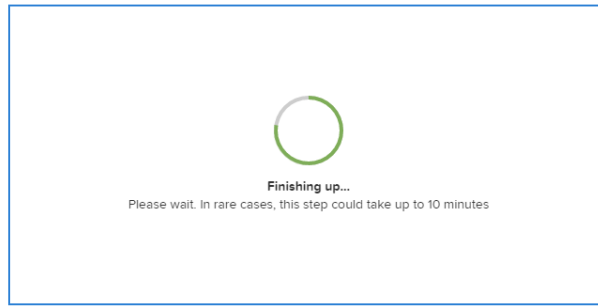 Finishing up...
Please wait. In rare cases, this step could take up to 10 minutes